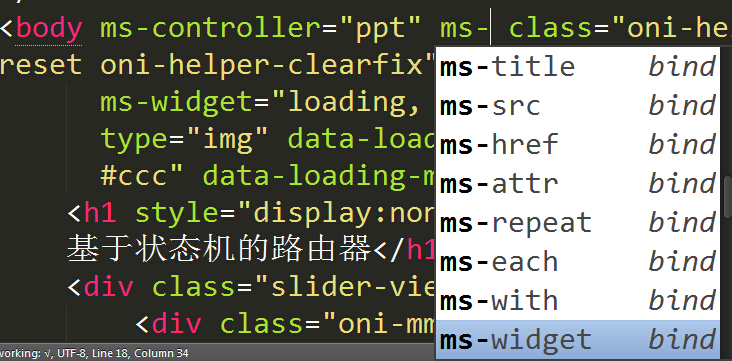 <body ms-controller="ppt" ms- class="oni-hel
reset oni-helper-clearfix"
ms-widget="loading,
type="img" data-load
#ccc" data-loading-m
<h1 style="display:non
基于状态机的路由器</h1
<div class="slider-vie
<div class="oni-mm
ms-title bind
ms-src bind
ms-href bind
ms-attr bind
ms-repeat bind
ms-each bind
ms-with bind
ms-widget bind
working: √, UTF-8, Line 18, Column 34